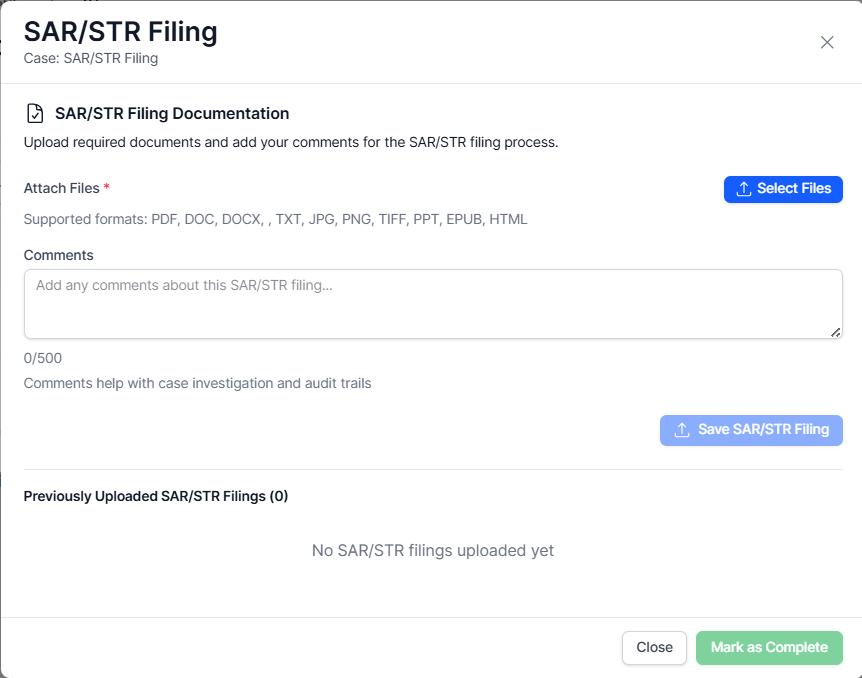 SAR/STR Filing
Case: SAR/STR Filing
SAR/STR Filing Documentation
Upload required documents and add your comments for the SAR/STR filing process.
Attach Files *
Select Files
Supported formats: PDF, DOC, DOCX, , TXT, JPG, PNG, TIFF, PPT, EPUB, HTML
Comments
Add any comments about this SAR/STR filing...
0/500
Comments help with case investigation and audit trails
Save SAR/STR Filing
Previously Uploaded SAR/STR Filings (0)
No SAR/STR filings uploaded yet
Close
Mark as Complete